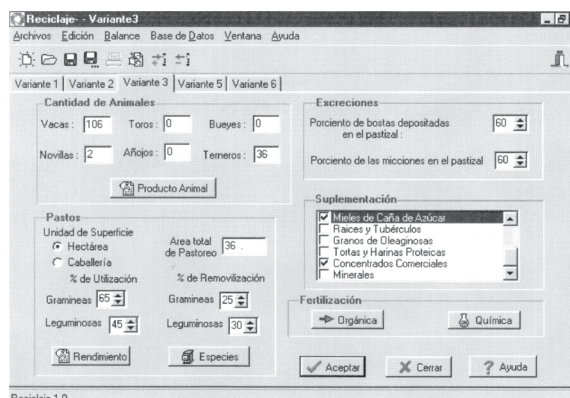 Reciclaje- - Variante3
Archivos Edición Balance Base de Datos Ventana Ayuda
Variante 1 Variante 2 Variante 3 Variante 5 Variante 6
Cantidad de Animales
Vacas : 106 Toros : 0 Bueyes : 0
Novillas : 2 Añojos : 0 Terneros : 36
Producto Animal
Pastos
Unidad de Superficie
Hectárea
Caballería
Area total de Pastoreo 36 .
% de Utilización
% de Removilización
Gramineas 65 Gramineas 25
Leguminosas 45 Leguminosas 30
Rendimiento Especies
Excreciones
Porciento de bostas depositadas
en el pastizal : 60
Porciento de las micciones en el pastizal 60
Suplementación
Mieles de Caña de Azúcar
Raices y Tubérculos
Granos de Oleaginosas
Tortas y Harinas Proteicas
Concentrados Comerciales
Minerales
Fertilización
Orgánica Química
Aceptar Cerrar Ayuda
Reciclaje 1.0